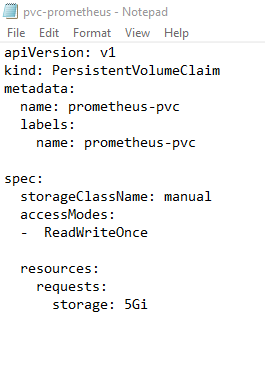 pvc-prometheus - Notepad
File Edit Format View Help
apiVersion: v1
kind: PersistentVolumeClaim
metadata:
  name: prometheus-pvc
  labels:
    name: prometheus-pvc

spec:
  storageClassName: manual
  accessModes:
  -  ReadWriteOnce

  resources:
    requests:
      storage: 5Gi